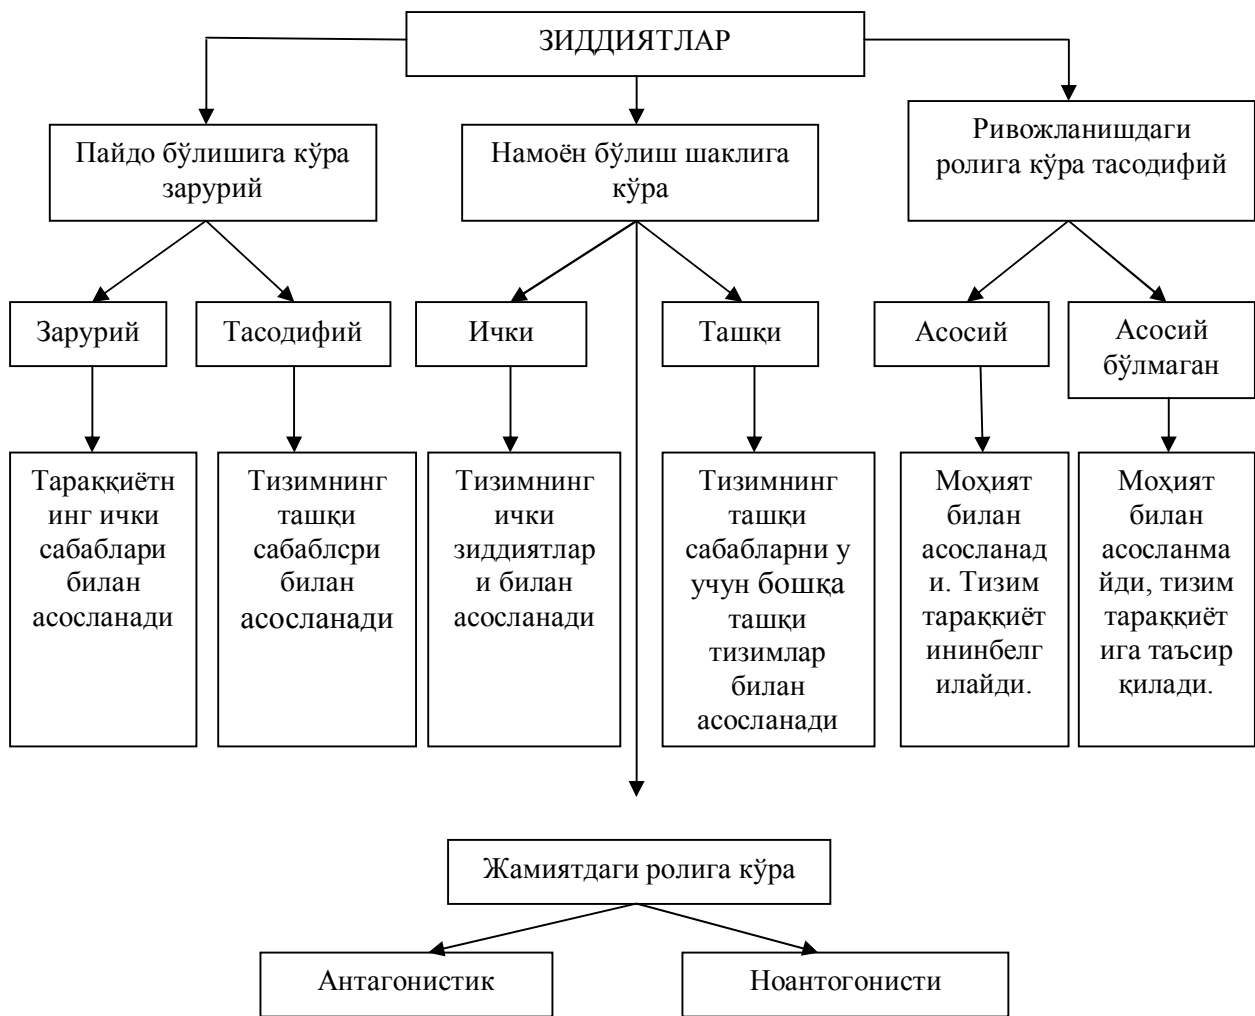 ЗИДДИЯТЛАР
Пайдо бўлишига кўра
зарурий
Намоён бўлиш шаклига
кўра
Ривожланишдаги
ролига кўра тасодифий
Зарурий
Тасодифий
Ички
Ташқи
Асосий
Асосий
бўлмаган
Тараққиётн
инг ички
сабаблари
билан
асосланади
Тизимнинг
ташқи
сабаблсри
билан
асосланади
Тизимнинг
ички
зиддиятлар
и билан
асосланади
Тизимнинг
ташқи
сабабларни у
учун бошқа
ташқи
тизимлар
билан
асосланади
Моҳият
билан
асосланад
и. Тизим
тараққиёт
ининбелг
илайди.
Моҳият
билан
асосланма
йди, тизим
тараққиёт
ига таъсир
қилади.
Жамиятдаги ролига кўра
Антагонистик
Ноантогонисти